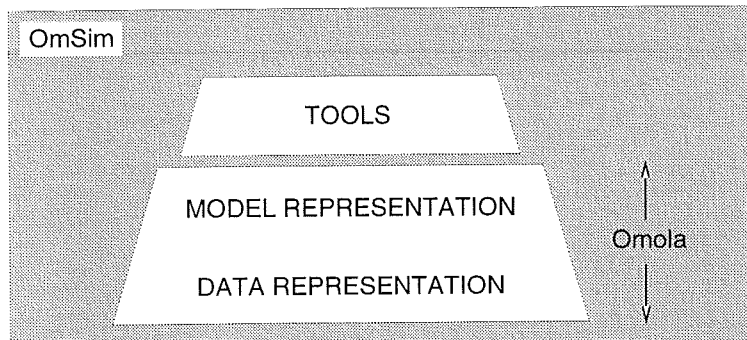 OmSim
TOOLS
MODEL REPRESENTATION
Omola
DATA REPRESENTATION